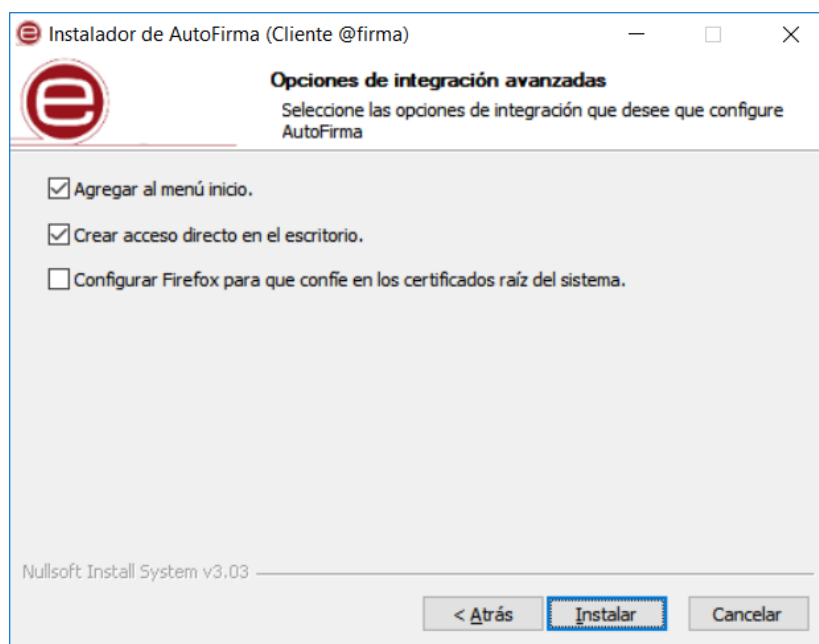 Instalador de AutoFirma (Cliente @firma)
Opciones de integración avanzadas
Seleccione las opciones de integración que desee que configure
AutoFirma
Agregar al menú inicio.
Crear acceso directo en el escritorio.
Configurar Firefox para que confíe en los certificados raíz del sistema.
Nullsoft Install System v3.03
< Atrás
Instalar
Cancelar